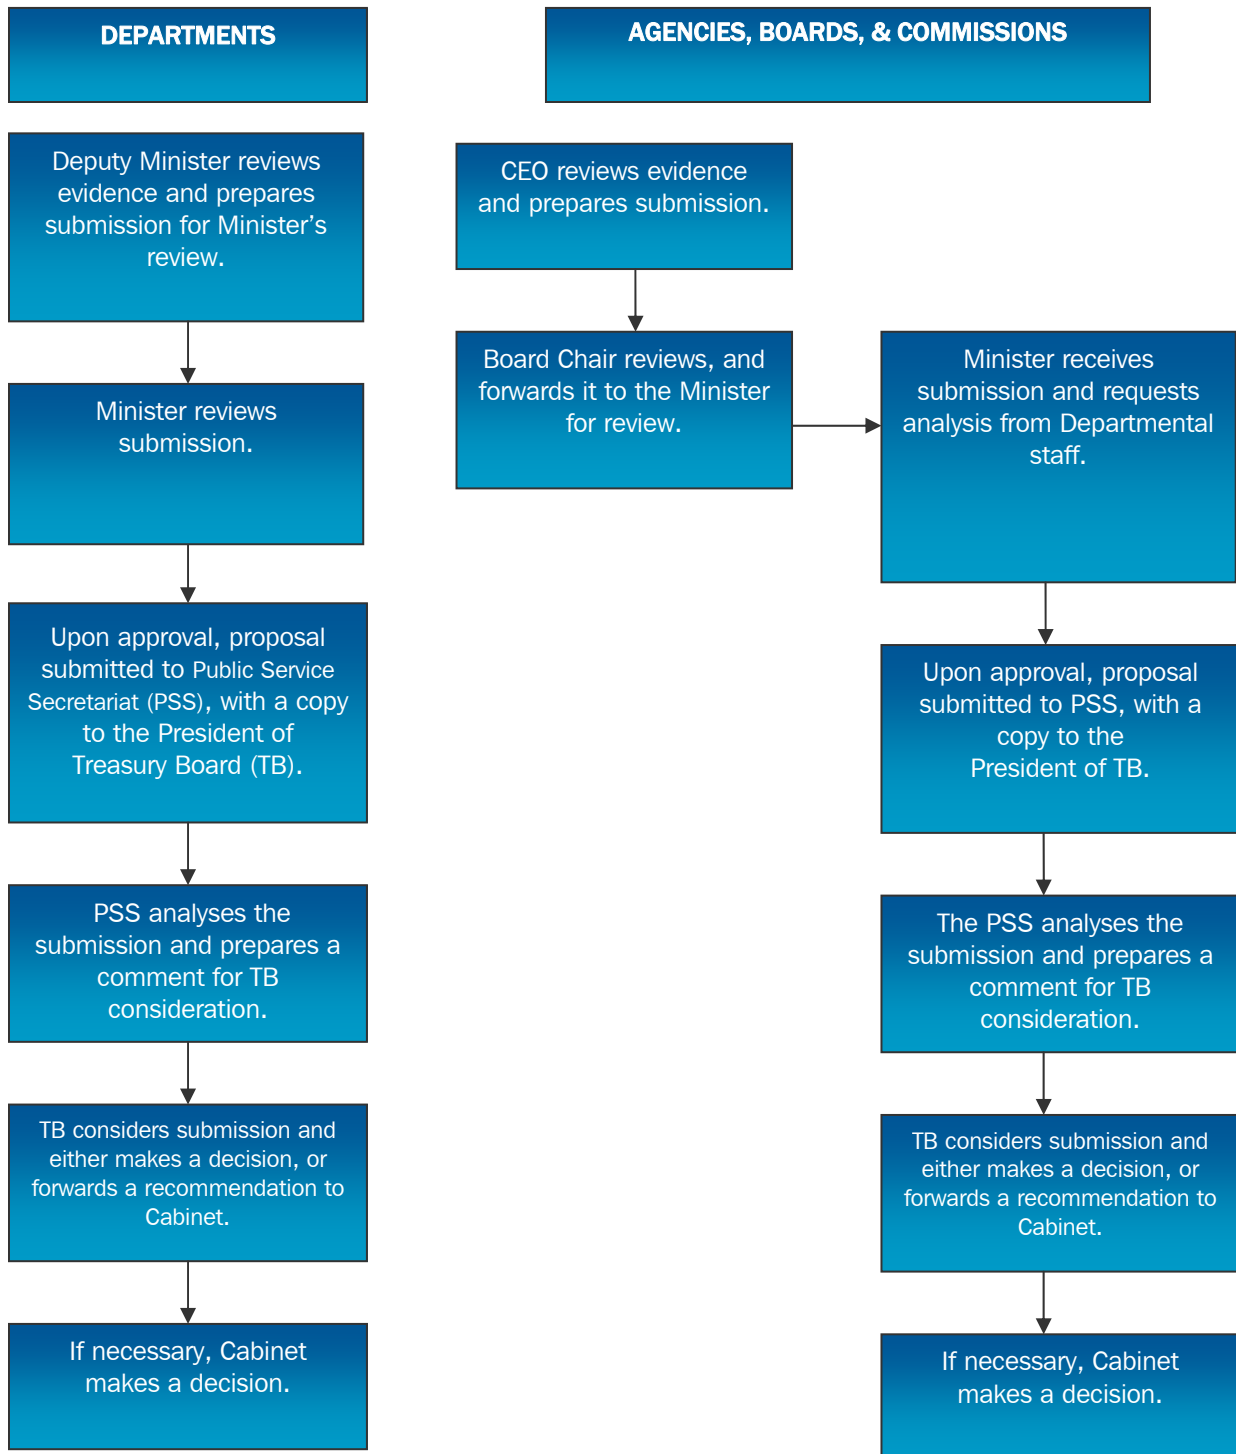 DEPARTMENTS
Deputy Minister reviews
evidence and prepares
submission for Minister’s
review.
Minister reviews
submission.
Upon approval, proposal
submitted to Public Service
Secretariat (PSS), with a copy
to the President of
Treasury Board (TB).
PSS analyses the
submission and prepares a
comment for TB
consideration.
TB considers submission and
either makes a decision, or
forwards a recommendation to
Cabinet.
If necessary, Cabinet
makes a decision.
AGENCIES, BOARDS, & COMMISSIONS
CEO reviews evidence
and prepares submission.
Board Chair reviews, and
forwards it to the Minister
for review.
Minister receives
submission and requests
analysis from Departmental
staff.
Upon approval, proposal
submitted to PSS, with a
copy to the
President of TB.
The PSS analyses the
submission and prepares a
comment for TB
consideration.
TB considers submission and
either makes a decision, or
forwards a recommendation to
Cabinet.
If necessary, Cabinet
makes a decision.